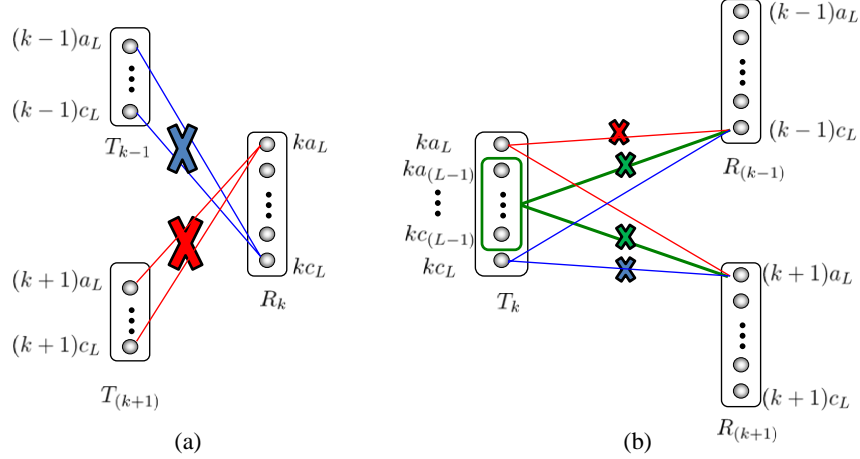 (k − 1)a_L
(k − 1)c_L
T_{k−1}
ka_L
kc_L
R_k
(k + 1)a_L
(k + 1)c_L
T_{(k+1)}
(a)
(k − 1)a_L
(k − 1)c_L
R_{(k−1)}
ka_L
ka_{(L−1)}
kc_{(L−1)}
kc_L
T_k
(k + 1)a_L
(k + 1)c_L
R_{(k+1)}
(b)